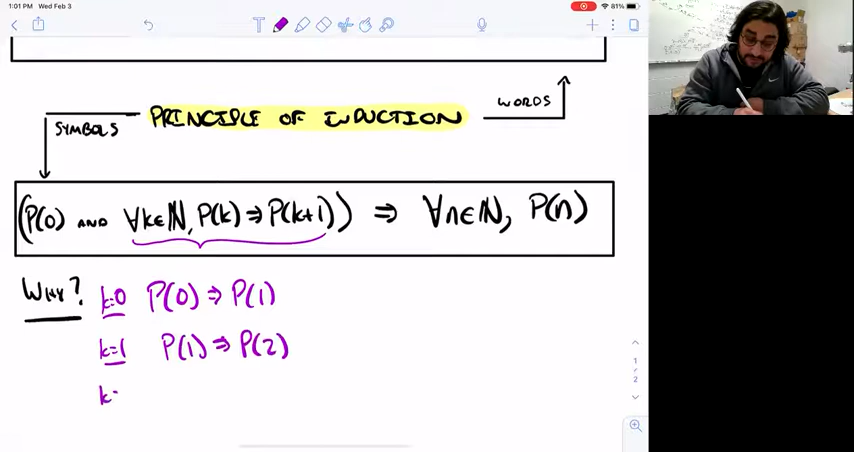 1:01 PM Wed Feb 3
81%
WORDS
PRINCIPLE OF INDUCTION
SYMBOLS
(P(0) AND ∀k∈ℕ, P(k) ⇒ P(k+1)) ⇒ ∀n∈ℕ, P(n)
WHY? k=0 P(0) ⇒ P(1)
k=1 P(1) ⇒ P(2)
k=
1
/
2